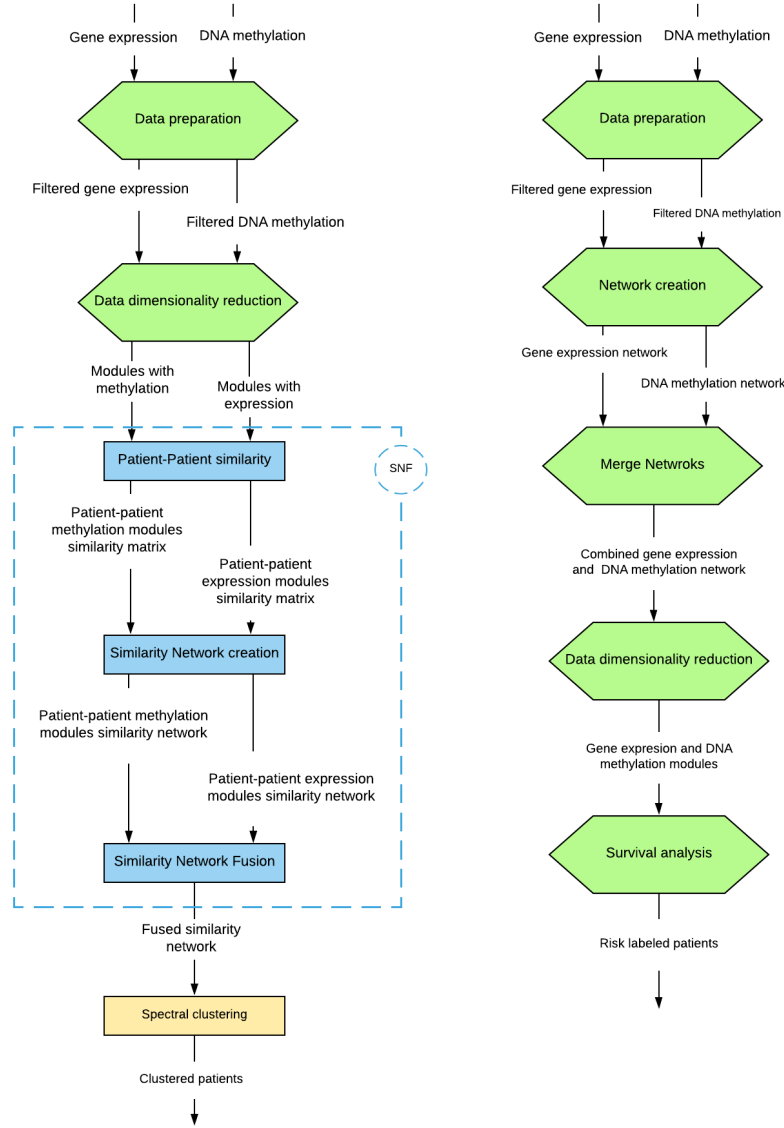 Gene expression
DNA methylation
Data preparation
Filtered gene expression
Filtered DNA methylation
Data dimensionality reduction
Modules with
methylation
Modules with
expression
SNF
Patient-Patient similarity
Patient-patient
methylation modules
similarity matrix
Patient-patient
expression modules
similarity matrix
Similarity Network creation
Patient-patient methylation
modules similarity network
Patient-patient expression
modules similarity network
Similarity Network Fusion
Fused similarity
network
Spectral clustering
Clustered patients
Gene expression
DNA methylation
Data preparation
Filtered gene expression
Filtered DNA methylation
Network creation
Gene expression network
DNA methylation network
Merge Netwroks
Combined gene expression
and DNA methylation network
Data dimensionality reduction
Gene expresion and DNA
methylation modules
Survival analysis
Risk labeled patients